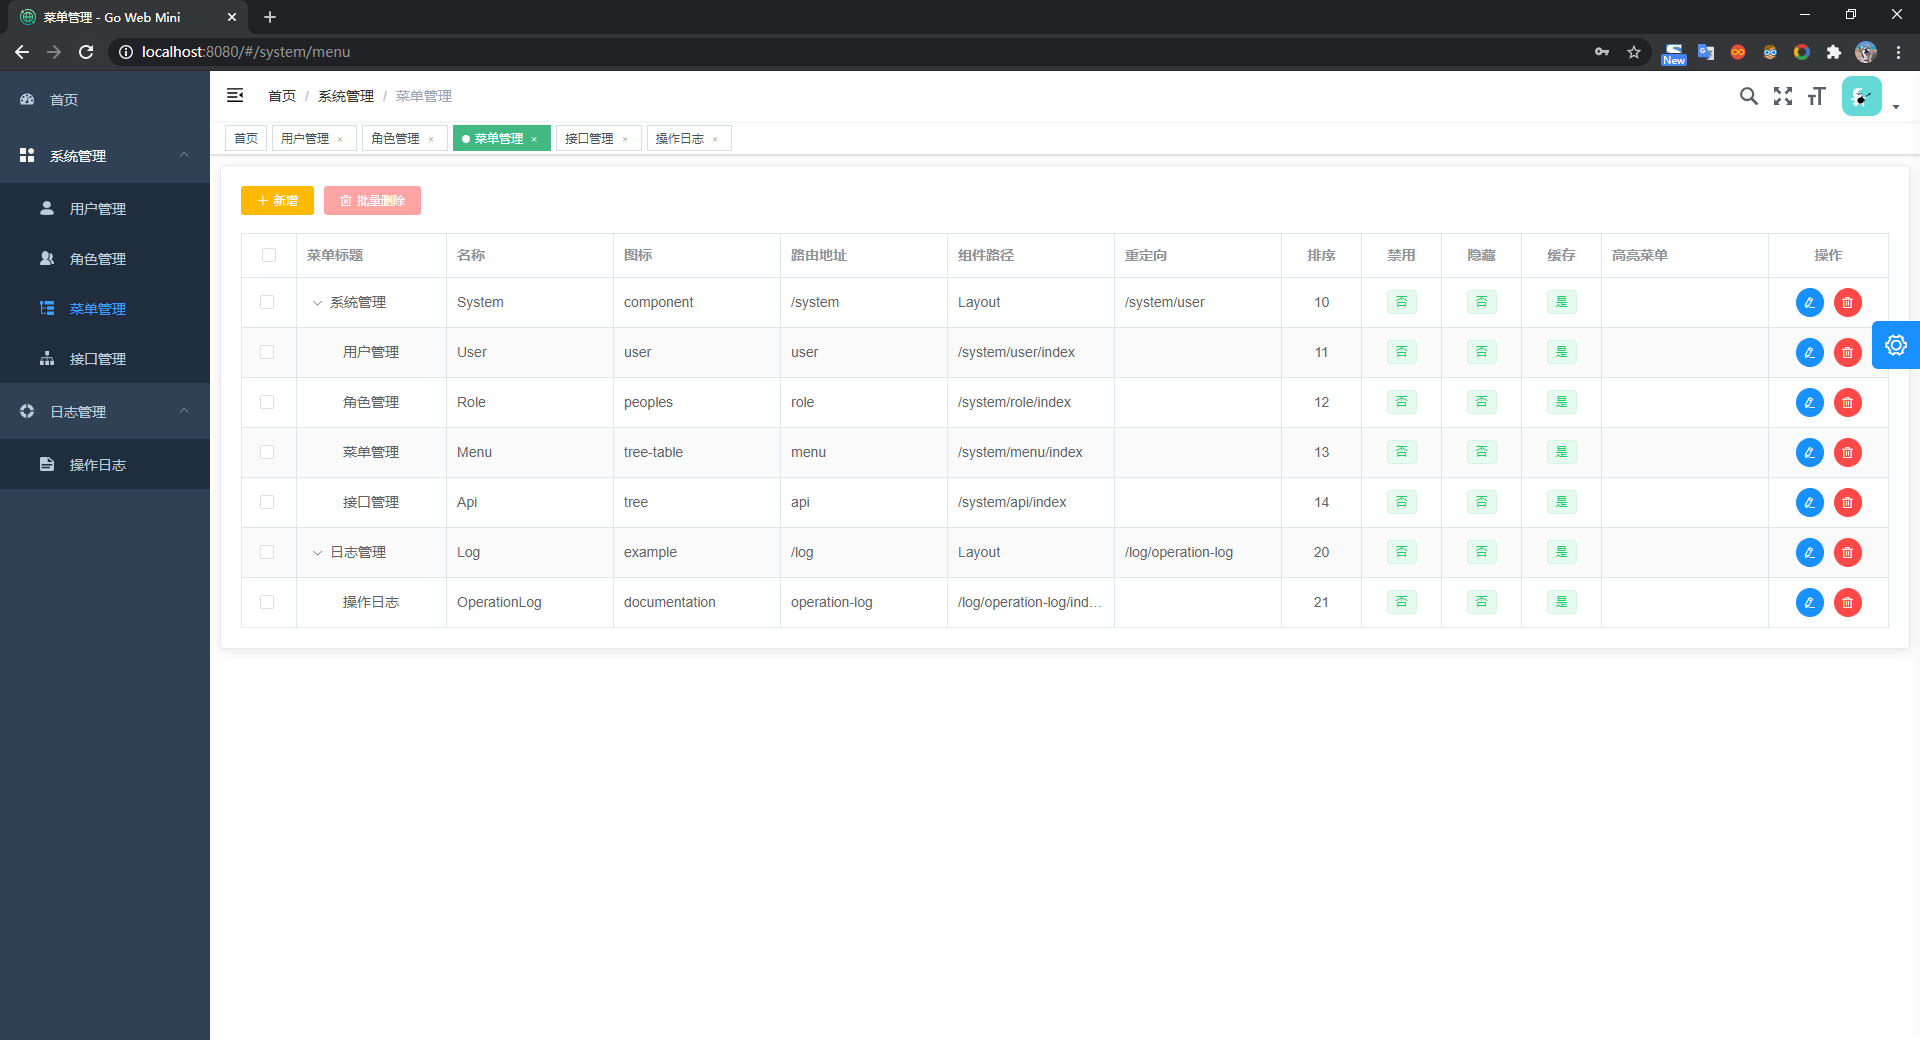 菜单管理 - Go Web Mini
localhost:8080/#/system/menu
New
首页
系统管理
用户管理
角色管理
菜单管理
接口管理
日志管理
操作日志
首页 / 系统管理 / 菜单管理
首页 用户管理 × 角色管理 × 菜单管理 × 接口管理 × 操作日志 ×
+ 新增 批量删除
菜单标题 名称 图标 路由地址 组件路径 重定向 排序 禁用 隐藏 缓存 高亮菜单 操作
系统管理 System component /system Layout /system/user 10 否 否 是
用户管理 User user user /system/user/index 11 否 否 是
角色管理 Role peoples role /system/role/index 12 否 否 是
菜单管理 Menu tree-table menu /system/menu/index 13 否 否 是
接口管理 Api tree api /system/api/index 14 否 否 是
日志管理 Log example /log Layout /log/operation-log 20 否 否 是
操作日志 OperationLog documentation operation-log /log/operation-log/ind... 21 否 否 是